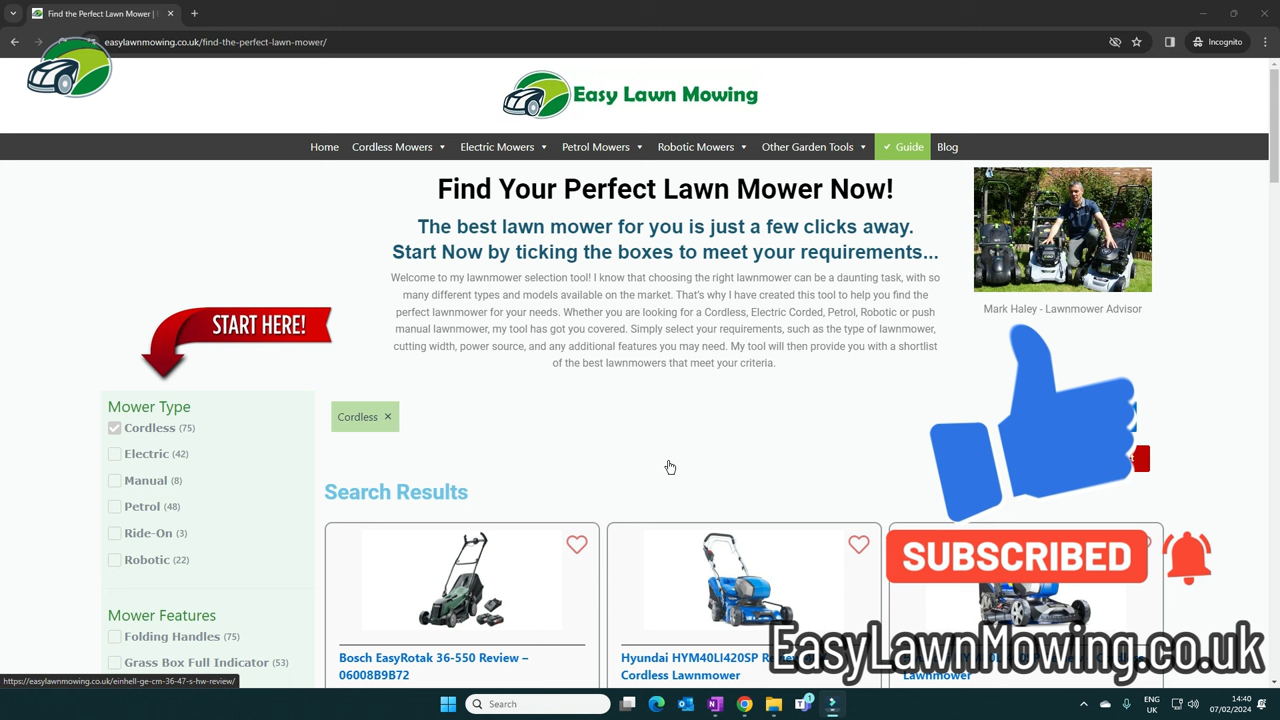 Find the Perfect Lawn Mower |
easylawnmowing.co.uk/find-the-perfect-lawn-mower/
Incognito
Easy Lawn Mowing
Home Cordless Mowers Electric Mowers Petrol Mowers Robotic Mowers Other Garden Tools ✓ Guide Blog
Find Your Perfect Lawn Mower Now!
The best lawn mower for you is just a few clicks away.
Start Now by ticking the boxes to meet your requirements...
Welcome to my lawnmower selection tool! I know that choosing the right lawnmower can be a daunting task, with so
many different types and models available on the market. That's why I have created this tool to help you find the
perfect lawnmower for your needs. Whether you are looking for a Cordless, Electric Corded, Petrol, Robotic or push
manual lawnmower, my tool has got you covered. Simply select your requirements, such as the type of lawnmower,
cutting width, power source, and any additional features you may need. My tool will then provide you with a shortlist
of the best lawnmowers that meet your criteria.
Mark Haley - Lawnmower Advisor
START HERE!
Mower Type
Cordless (75)
Electric (42)
Manual (8)
Petrol (48)
Ride-On (3)
Robotic (22)
Mower Features
Folding Handles (75)
Grass Box Full Indicator (53)
Cordless ×
Search Results
SUBSCRIBED
Bosch EasyRotak 36-550 Review –
06008B9B72
Hyundai HYM40LI420SP Review
Cordless Lawnmower
Lawnmower
EasyLawnMowing.co.uk
https://easylawnmowing.co.uk/einhell-ge-cm-36-47-s-hw-review/
Search
ENG
UK
14:40
07/02/2024